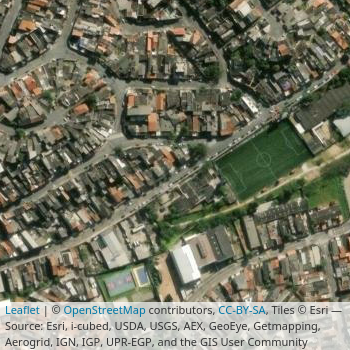 Leaflet | © OpenStreetMap contributors, CC-BY-SA, Tiles © Esri —
Source: Esri, i-cubed, USDA, USGS, AEX, GeoEye, Getmapping,
Aerogrid, IGN, IGP, UPR-EGP, and the GIS User Community